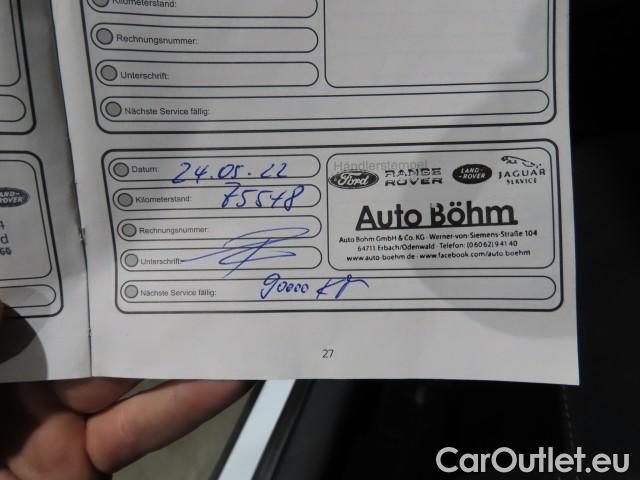 Kilometerstand:
Rechnungsnummer:
Unterschrift:
Nächste Service fällig:
Datum: 24.05.22
Händlerstempel
Ford RANGE ROVER LAND-ROVER JAGUAR SERVICE
Kilometerstand: 75548
Auto Böhm
Rechnungsnummer:
Auto Böhm GmbH & Co. KG · Werner-von-Siemens-Straße 104
64711 Erbach/Odenwald · Telefon: (06062) 94140
www.auto-boehm.de · www.facebook.com/auto.boehm
Unterschrift:
Nächste Service fällig: 90000
27
CarOutlet.eu